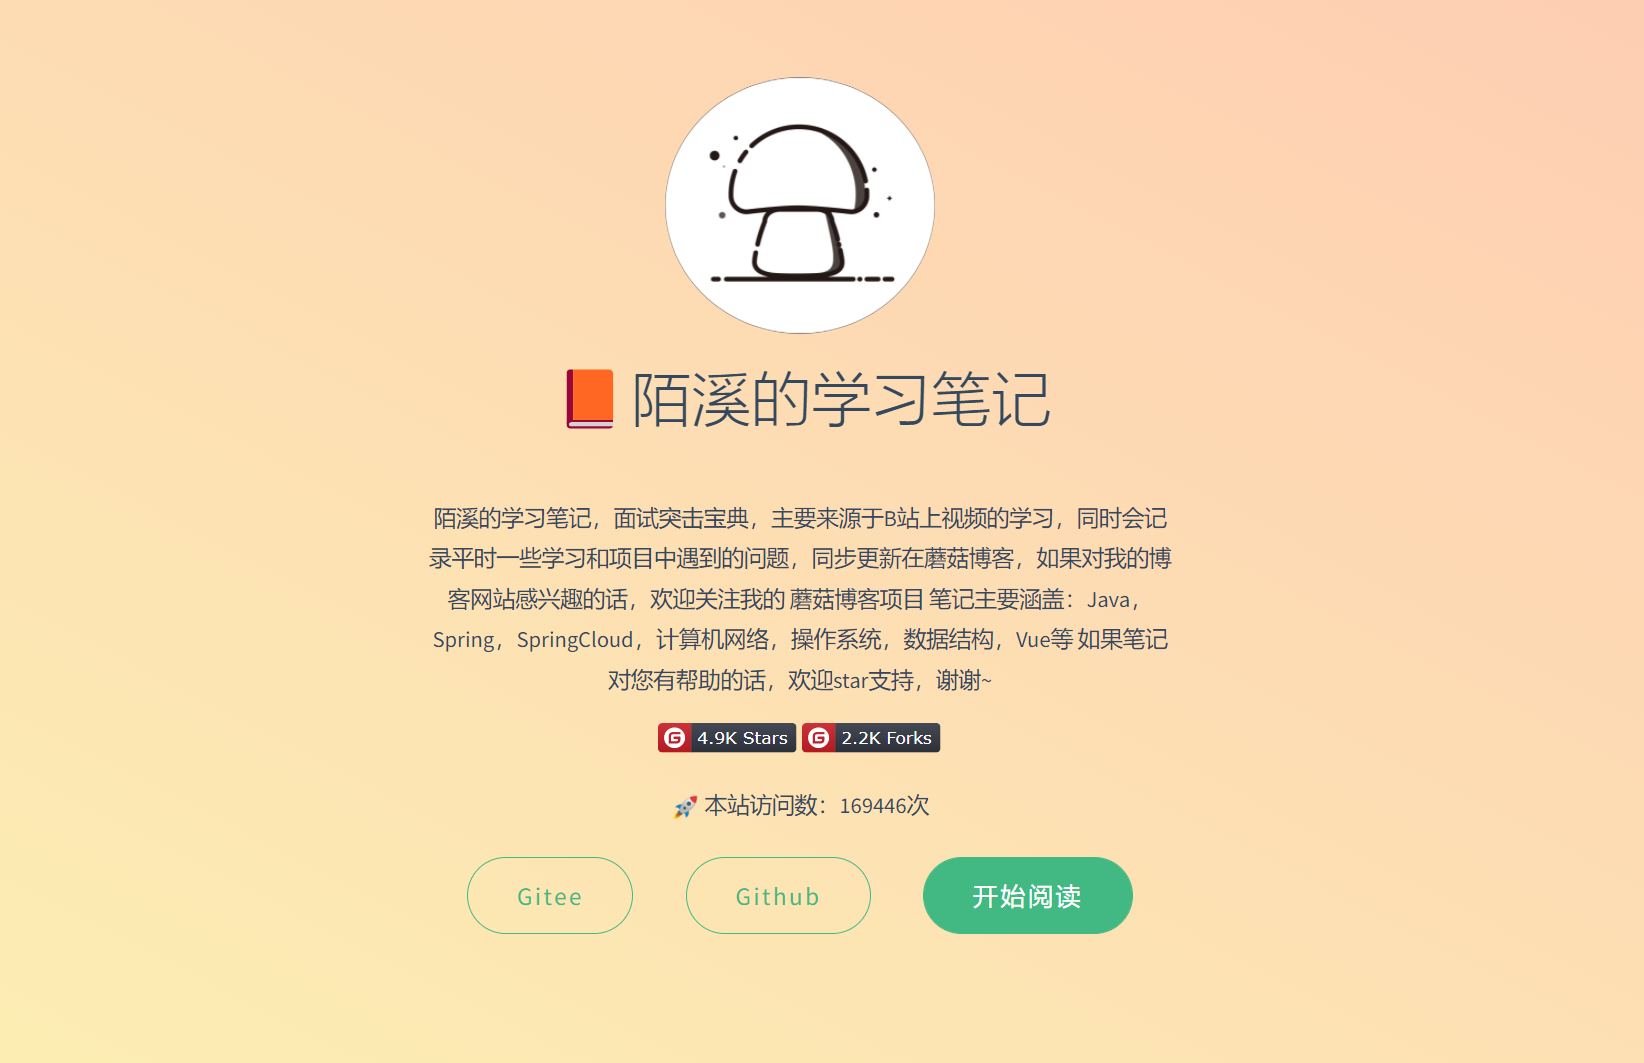 陌溪的学习笔记
陌溪的学习笔记，面试突击宝典，主要来源于B站上视频的学习，同时会记
录平时一些学习和项目中遇到的问题，同步更新在蘑菇博客，如果对我的博
客网站感兴趣的话，欢迎关注我的 蘑菇博客项目 笔记主要涵盖：Java，
Spring，SpringCloud，计算机网络，操作系统，数据结构，Vue等 如果笔记
对您有帮助的话，欢迎star支持，谢谢~
G 4.9K Stars G 2.2K Forks
🚀 本站访问数：169446次
Gitee Github 开始阅读